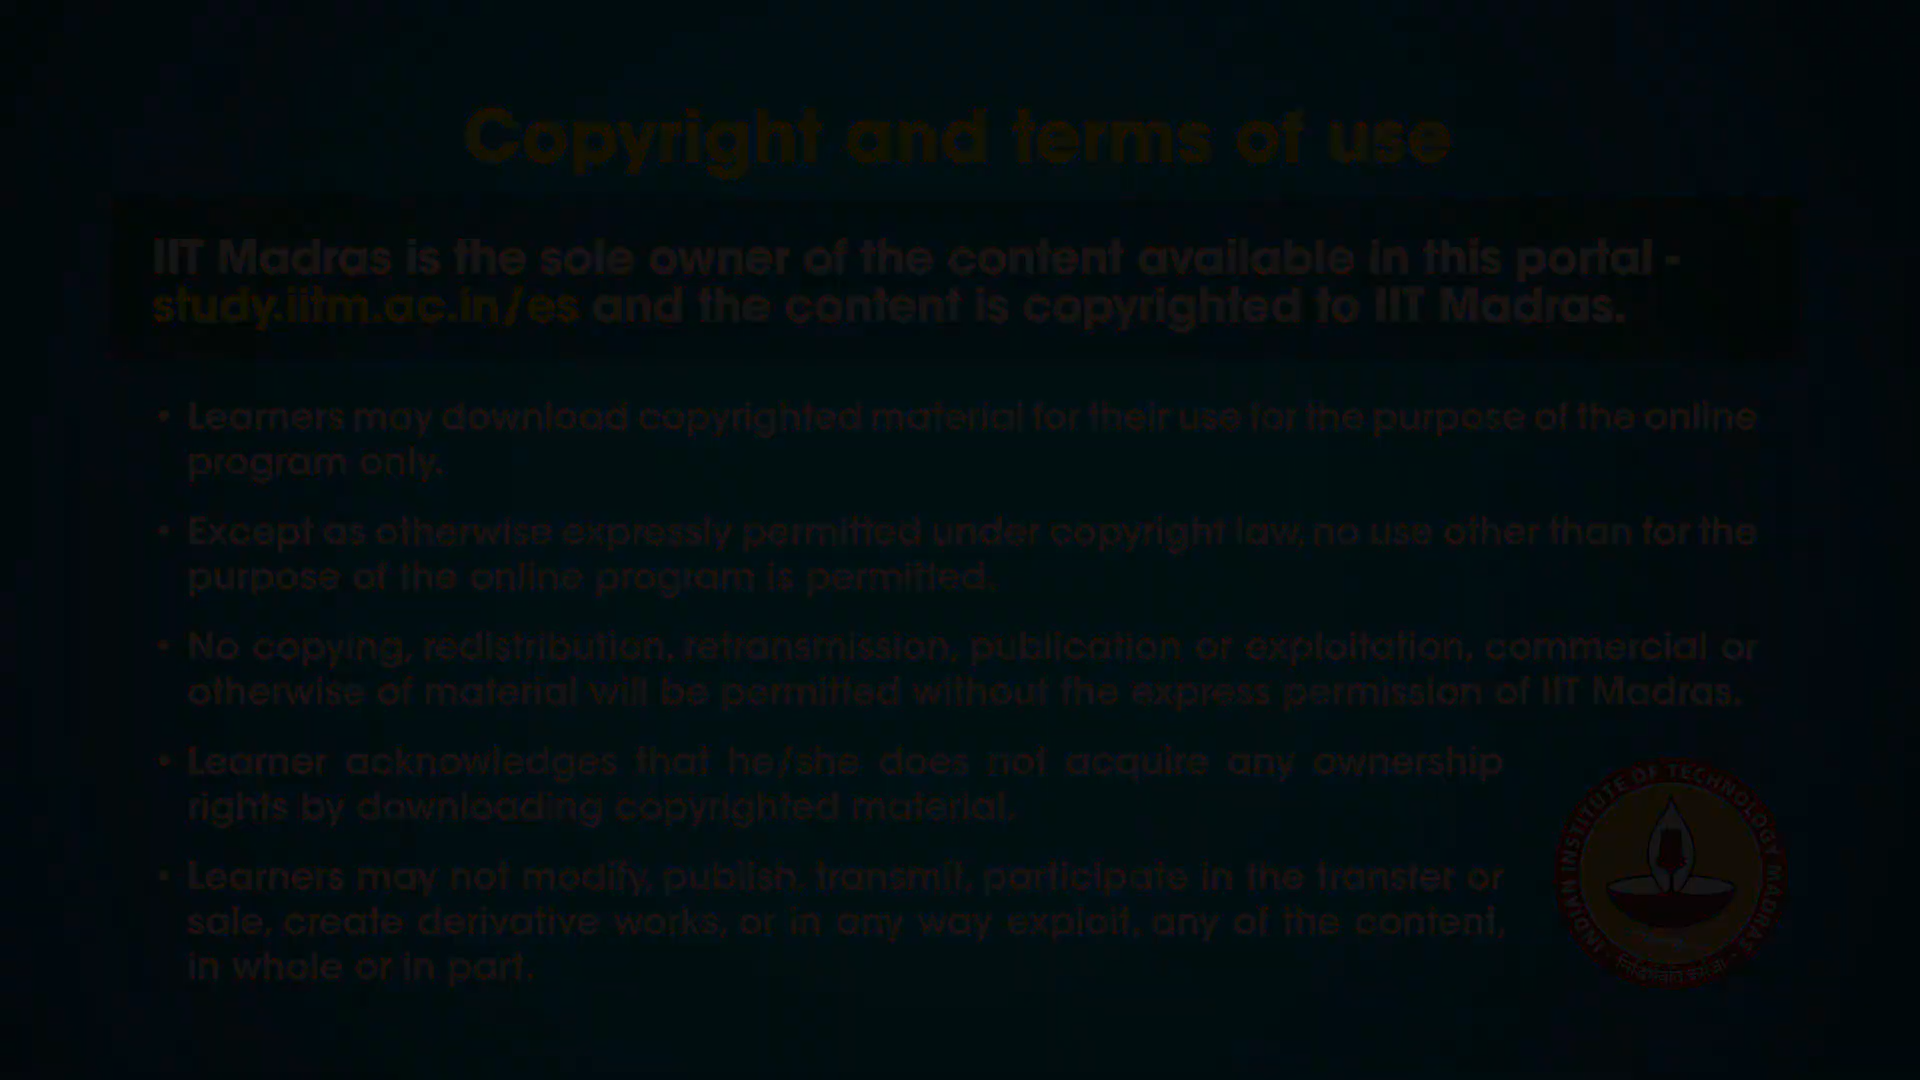 Copyright and terms of use
IIT Madras is the sole owner of the content available in this portal -
study.iitm.ac.in/es and the content is copyrighted to IIT Madras.
• Learners may download copyrighted material for their use for the purpose of the online
program only.
• Except as otherwise expressly permitted under copyright law, no use other than for the
purpose of the online program is permitted.
• No copying, redistribution, retransmission, publication or exploitation, commercial or
otherwise of material will be permitted without the express permission of IIT Madras.
• Learner acknowledges that he/she does not acquire any ownership
rights by downloading copyrighted material.
• Learners may not modify, publish, transmit, participate in the transfer or
sale, create derivative works, or in any way exploit, any of the content,
in whole or in part.
INDIAN INSTITUTE OF TECHNOLOGY MADRAS